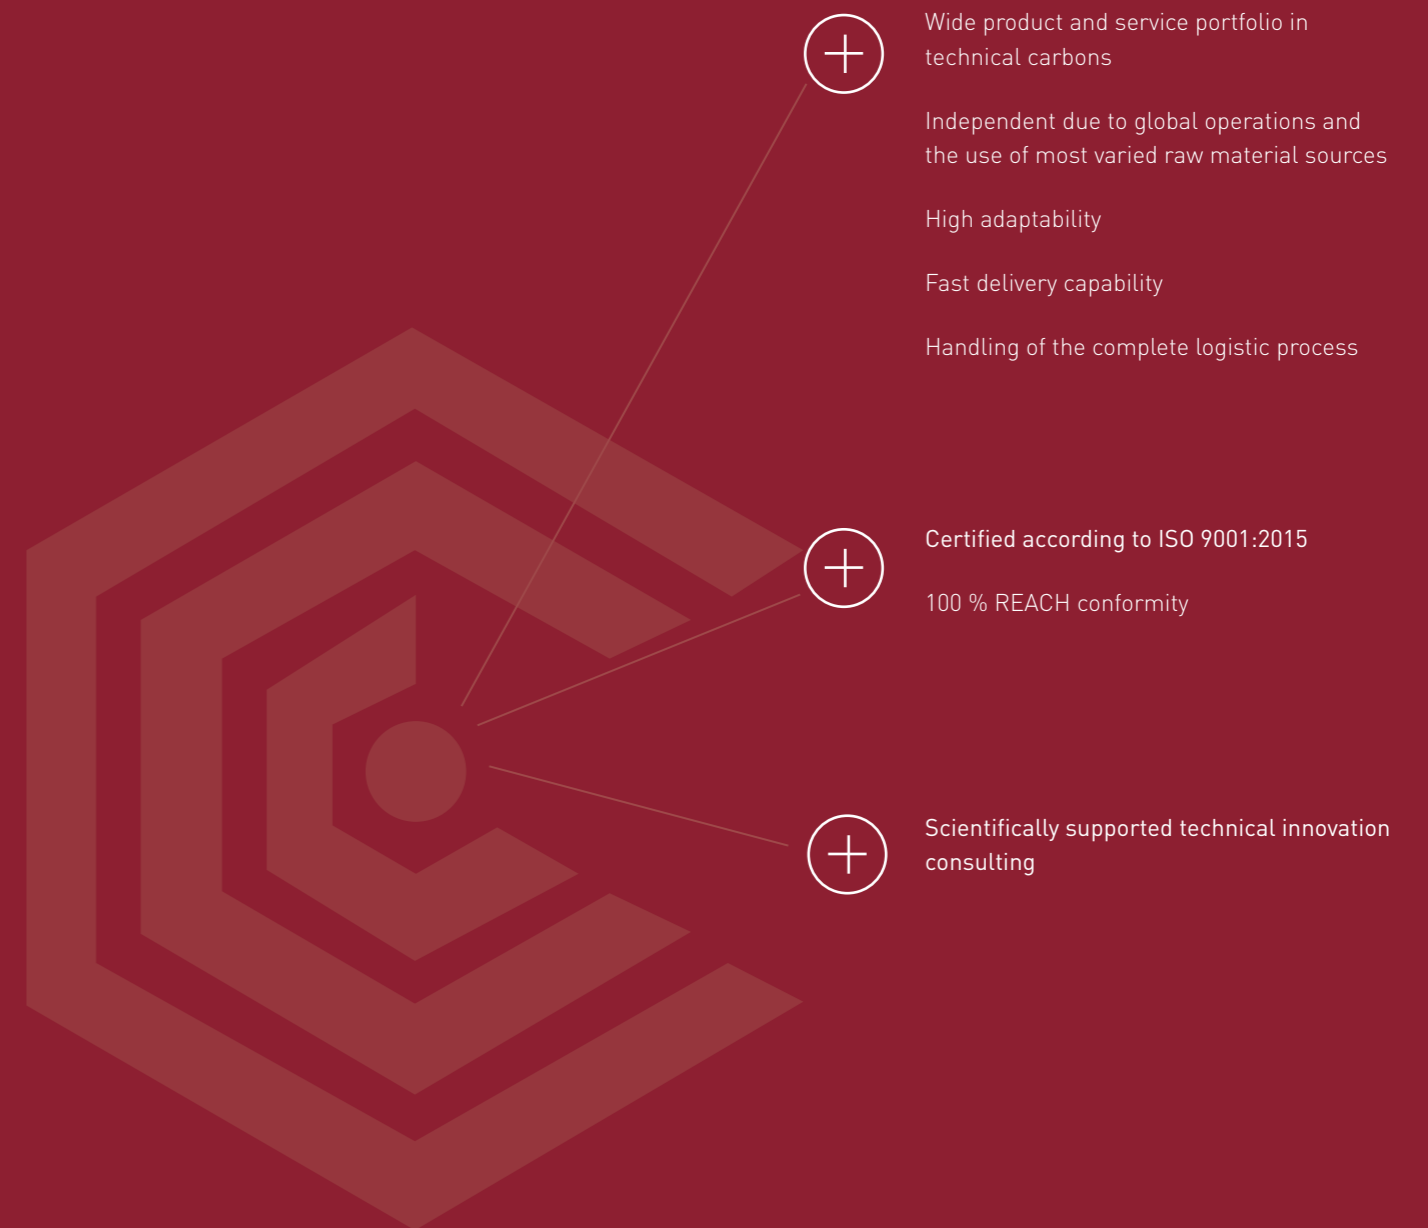 Wide product and service portfolio in
technical carbons
Independent due to global operations and
the use of most varied raw material sources
High adaptability
Fast delivery capability
Handling of the complete logistic process
Certified according to ISO 9001:2015
100 % REACH conformity
Scientifically supported technical innovation
consulting